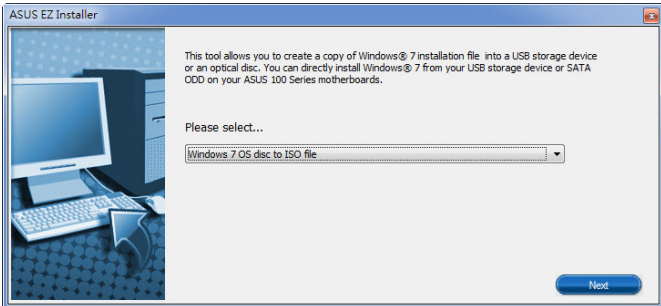 ASUS EZ Installer
This tool allows you to create a copy of Windows® 7 installation file into a USB storage device
or an optical disc. You can directly install Windows® 7 from your USB storage device or SATA
ODD on your ASUS 100 Series motherboards.
Please select...
Windows 7 OS disc to ISO file
Next